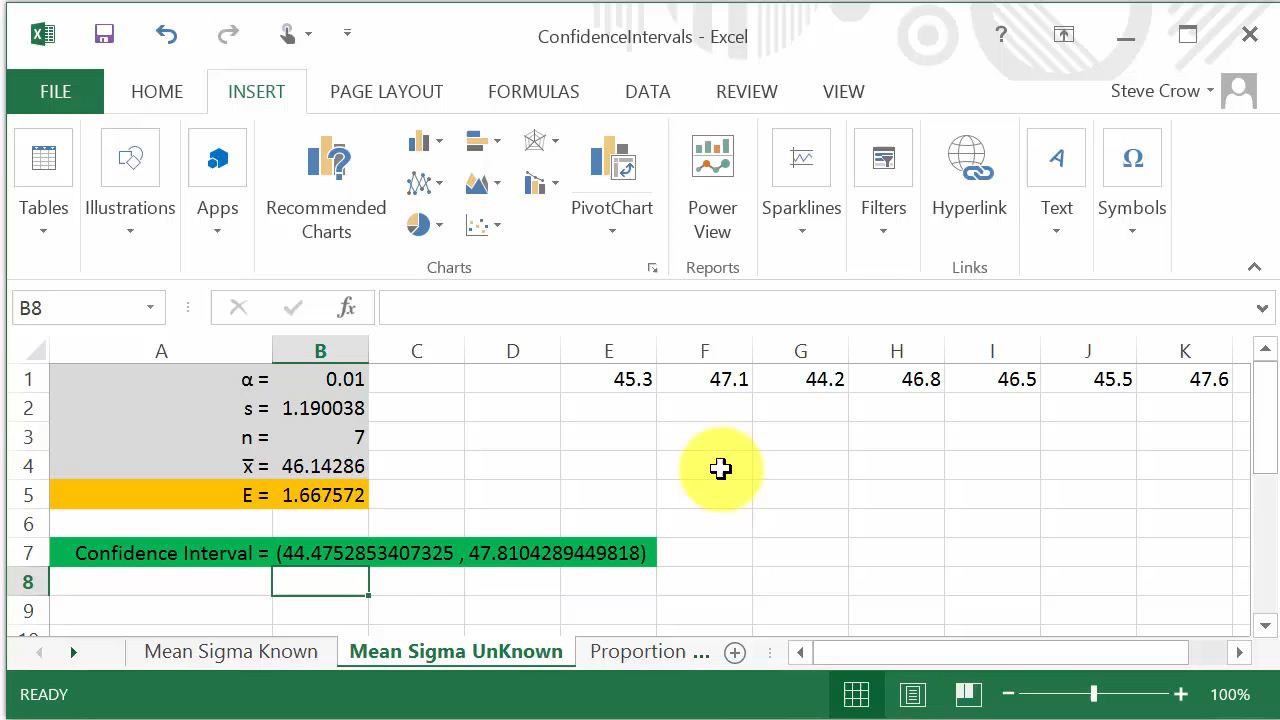 ConfidenceIntervals - Excel
?
FILE HOME INSERT PAGE LAYOUT FORMULAS DATA REVIEW VIEW Steve Crow
Tables Illustrations Apps Recommended Charts PivotChart Power View Sparklines Filters Hyperlink Text Symbols
Charts Reports Links
B8 fx
A B C D E F G H I J K
1 α = 0.01 45.3 47.1 44.2 46.8 46.5 45.5 47.6
2 s = 1.190038
3 n = 7
4 x̅ = 46.14286
5 E = 1.667572
6
7 Confidence Interval = (44.4752853407325 , 47.8104289449818)
8
9
Mean Sigma Known Mean Sigma UnKnown Proportion ...
READY 100%